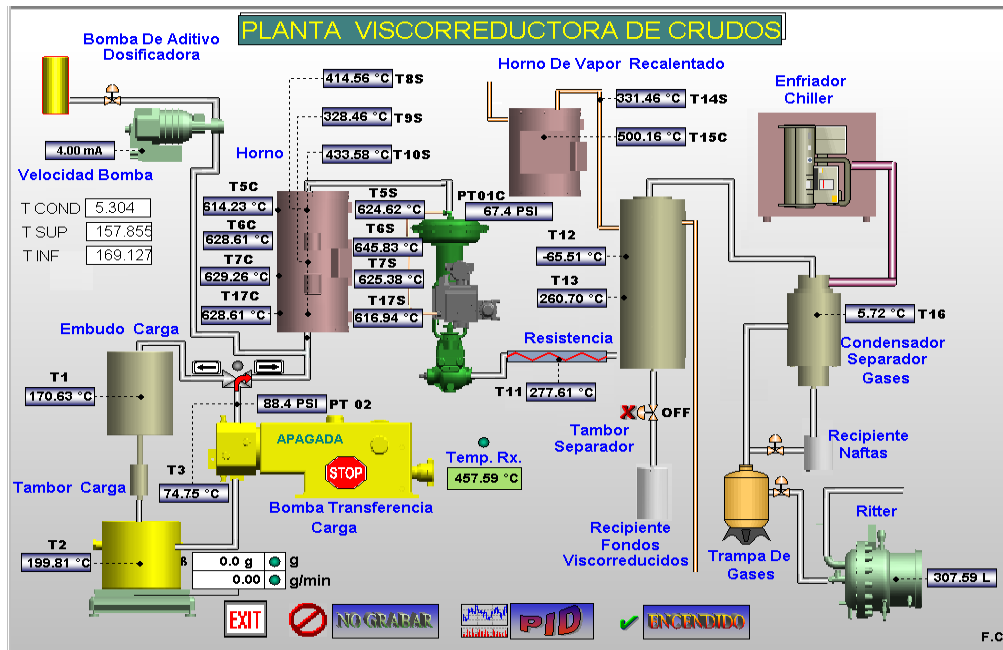 PLANTA VISCORREDUCTORA DE CRUDOS
Bomba De Aditivo
Dosificadora
4.00 mA
Velocidad Bomba
T COND 5.304
T SUP 157.855
T INF 169.127
414.56 °C T8S
328.46 °C T9S
Horno
433.58 °C T10S
T5C
614.23 °C
T6C
628.61 °C
T7C
629.26 °C
T17C
628.61 °C
T5S
624.62 °C
T6S
645.83 °C
T7S
625.38 °C
T17S
616.94 °C
PT01C
67.4 PSI
Horno De Vapor Recalentado
331.46 °C T14S
500.16 °C T15C
Enfriador
Chiller
T12
-65.51 °C
T13
260.70 °C
5.72 °C T16
Condensador
Separador
Gases
Resistencia
T11 277.61 °C
Embudo Carga
T1
170.63 °C
88.4 PSI PT 02
APAGADA
STOP
Bomba Transferencia
Carga
T3
74.75 °C
Tambor Carga
T2
199.81 °C
ß 0.0 g g
0.00 g/min
Temp. Rx.
457.59 °C
X OFF
Tambor
Separador
Recipiente
Fondos
Viscorreducidos
Recipiente
Naftas
Trampa De
Gases
Ritter
307.59 L
EXIT
NO GRABAR
PID
ENCENDIDO
F.C